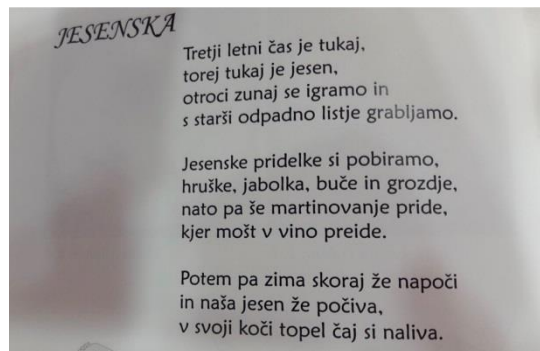 JESENSKA
Tretji letni čas je tukaj,
torej tukaj je jesen,
otroci zunaj se igramo in
s starši odpadno listje grabljamo.
Jesenske pridelke si pobiramo,
hruške, jabolka, buče in grozdje,
nato pa še martinovanje pride,
kjer mošt v vino preide.
Potem pa zima skoraj že napoči
in naša jesen že počiva,
v svoji koči topel čaj si naliva.